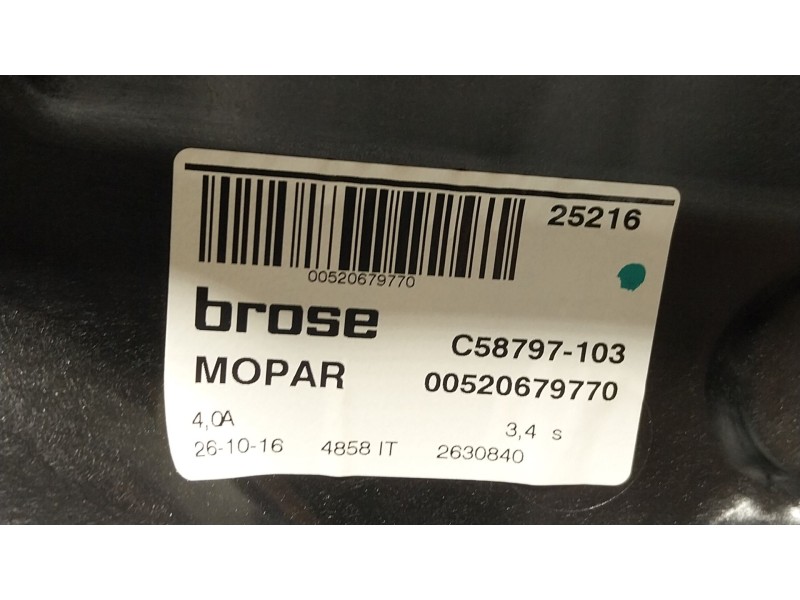 25216
00520679770
brose
C58797-103
MOPAR 00520679770
4,0A 3,4 s
26-10-16 4858 IT 2630840